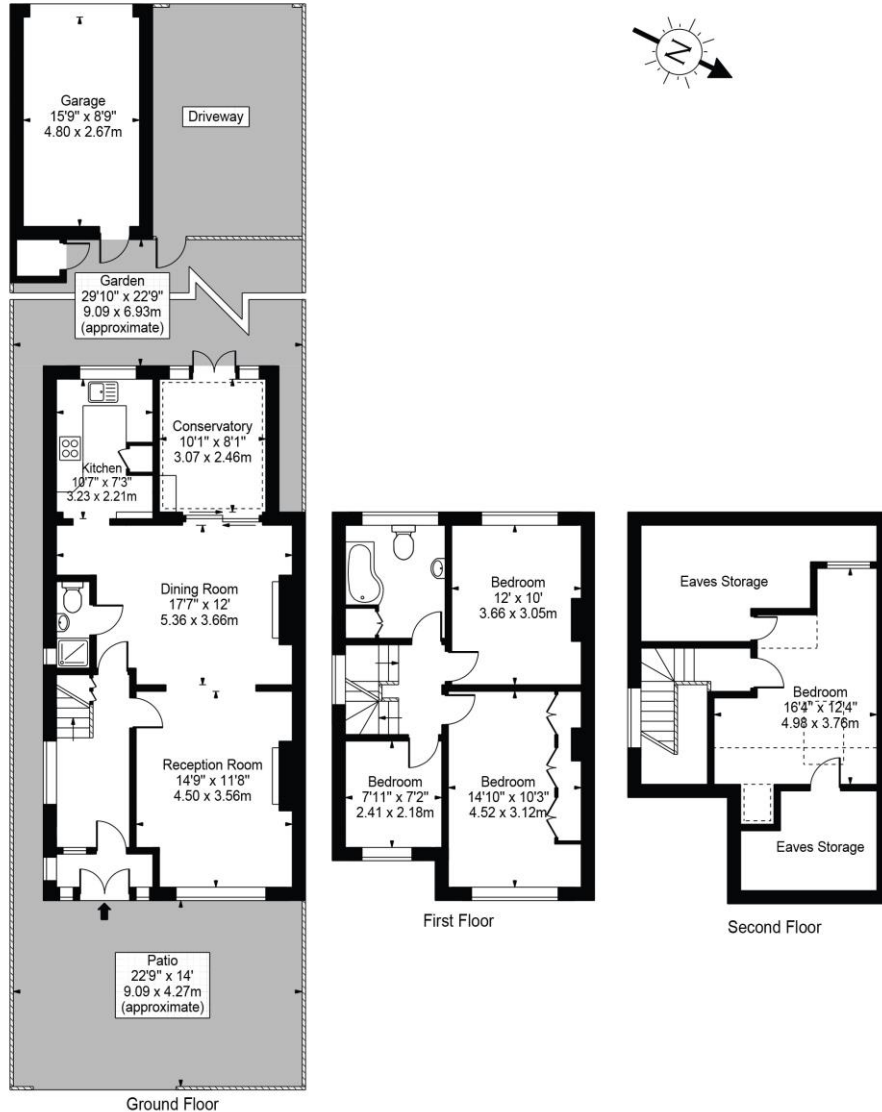 N
Garage
15'9" x 8'9"
4.80 x 2.67m
Driveway
Garden
29'10" x 22'9"
9.09 x 6.93m
(approximate)
Kitchen
10'7" x 7'3"
3.23 x 2.21m
Conservatory
10'1" x 8'1"
3.07 x 2.46m
Dining Room
17'7" x 12'
5.36 x 3.66m
Reception Room
14'9" x 11'8"
4.50 x 3.56m
Patio
22'9" x 14'
9.09 x 4.27m
(approximate)
Ground Floor
Bedroom
12' x 10'
3.66 x 3.05m
Bedroom
7'11" x 7'2"
2.41 x 2.18m
Bedroom
14'10" x 10'3"
4.52 x 3.12m
First Floor
Eaves Storage
Bedroom
16'4" x 12'4"
4.98 x 3.76m
Eaves Storage
Second Floor